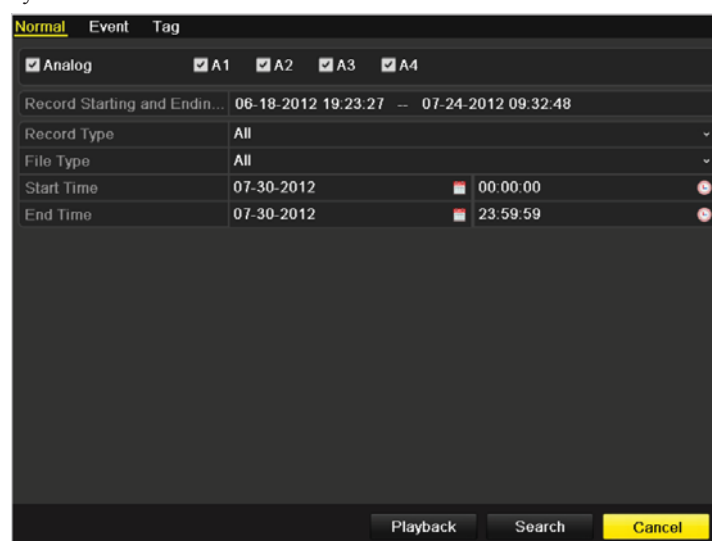 Normal Event Tag
Analog A1 A2 A3 A4
Record Starting and Endin... 06-18-2012 19:23:27 -- 07-24-2012 09:32:48
Record Type All
File Type All
Start Time 07-30-2012 00:00:00
End Time 07-30-2012 23:59:59
Playback Search Cancel